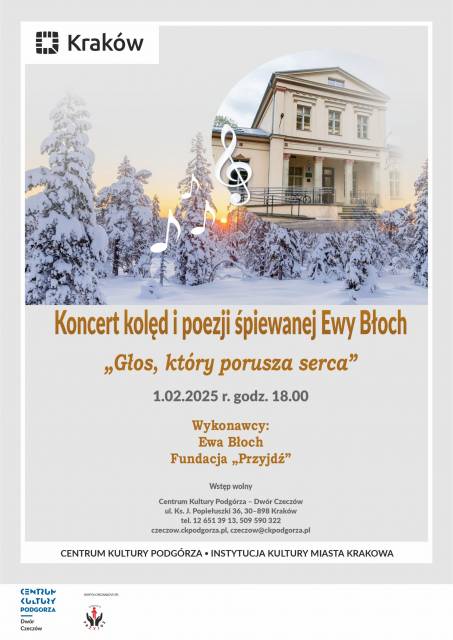 Kraków
Koncert kolęd i poezji śpiewanej Ewy Błoch
„Głos, który porusza serca”
1.02.2025 r. godz. 18.00
Wykonawcy:
Ewa Błoch
Fundacja „Przyjdź”
Wstęp wolny
Centrum Kultury Podgórza – Dwór Czeczów
ul. Ks. J. Popiełuszki 36, 30–898 Kraków
tel. 12 651 39 13, 509 590 322
czeczow.ckpodgorza.pl, czeczow@ckpodgorza.pl
CENTRUM KULTURY PODGÓRZA • INSTYTUCJA KULTURY MIASTA KRAKOWA
CENTRUM
KULTURY
PODGORZA
Dwór
Czeczów